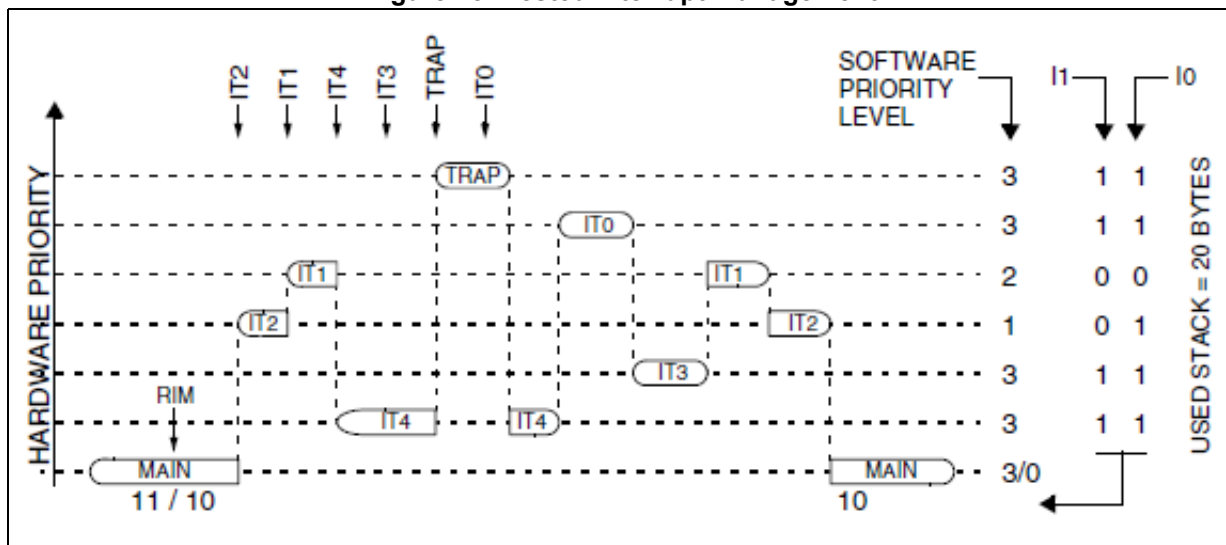 IT2
IT1
IT4
IT3
TRAP
IT0
SOFTWARE
PRIORITY
LEVEL
I1
I0
HARDWARE PRIORITY
TRAP 3 1 1
IT0 3 1 1
IT1 IT1 2 0 0
IT2 IT2 1 0 1
IT3 3 1 1
RIM
IT4 IT4 3 1 1
MAIN MAIN 3/0
11 / 10 10
USED STACK = 20 BYTES